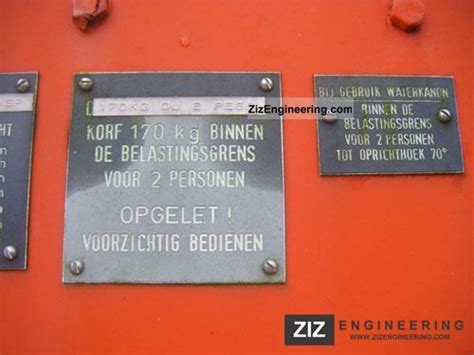 170KG OU 2 PES
KORF 170 kg BINNEN
DE BELASTINGSGRENS
VOOR 2 PERSONEN
OPGELET !
VOORZICHTIG BEDIENEN
BIJ GEBRUIK WATERKANON
BINNEN DE
BELASTINGSGRENS
VOOR 2 PERSONEN
TOT OPRICHTHOEK 70°
ZizEngineering.com
ZIZ ENGINEERING
WWW.ZIZENGINEERING.COM